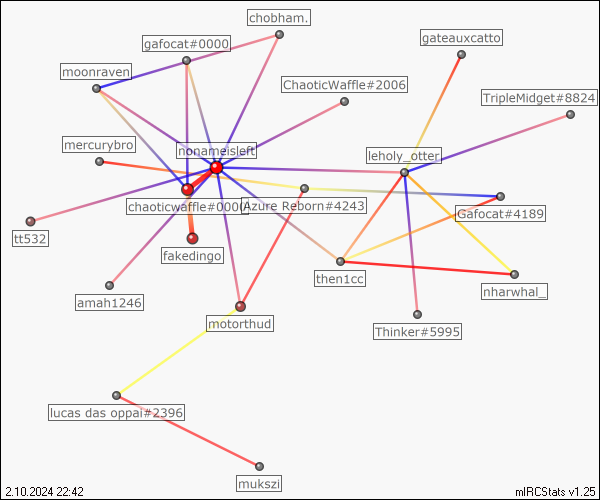 chobham.
gafocat#0000
gateauxcatto
moonraven
ChaoticWaffle#2006
TripleMidget#8824
mercurybro
nonameisleft
leholy_otter
chaoticwaffle#0000
Azure Reborn#4243
Gafocat#4189
tt532
fakedingo
then1cc
nharwhal_
amah1246
motorthud
Thinker#5995
lucas das oppai#2396
mukszi
2.10.2024 22:42
mIRCStats v1.25